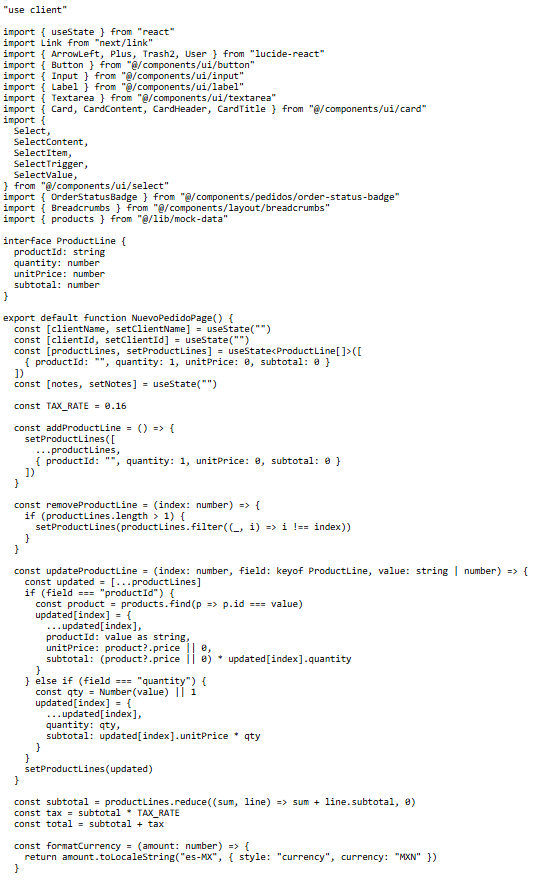 "use client"

import { useState } from "react"
import Link from "next/link"
import { ArrowLeft, Plus, Trash2, User } from "lucide-react"
import { Button } from "@/components/ui/button"
import { Input } from "@/components/ui/input"
import { Label } from "@/components/ui/label"
import { Textarea } from "@/components/ui/textarea"
import { Card, CardContent, CardHeader, CardTitle } from "@/components/ui/card"
import {
  Select,
  SelectContent,
  SelectItem,
  SelectTrigger,
  SelectValue,
} from "@/components/ui/select"
import { OrderStatusBadge } from "@/components/pedidos/order-status-badge"
import { Breadcrumbs } from "@/components/layout/breadcrumbs"
import { products } from "@/lib/mock-data"

interface ProductLine {
  productId: string
  quantity: number
  unitPrice: number
  subtotal: number
}

export default function NuevoPedidoPage() {
  const [clientName, setClientName] = useState("")
  const [clientId, setClientId] = useState("")
  const [productLines, setProductLines] = useState<ProductLine[]>([
    { productId: "", quantity: 1, unitPrice: 0, subtotal: 0 }
  ])
  const [notes, setNotes] = useState("")

  const TAX_RATE = 0.16

  const addProductLine = () => {
    setProductLines([
      ...productLines,
      { productId: "", quantity: 1, unitPrice: 0, subtotal: 0 }
    ])
  }

  const removeProductLine = (index: number) => {
    if (productLines.length > 1) {
      setProductLines(productLines.filter((_, i) => i !== index))
    }
  }

  const updateProductLine = (index: number, field: keyof ProductLine, value: string | number) => {
    const updated = [...productLines]
    if (field === "productId") {
      const product = products.find(p => p.id === value)
      updated[index] = {
        ...updated[index],
        productId: value as string,
        unitPrice: product?.price || 0,
        subtotal: (product?.price || 0) * updated[index].quantity
      }
    } else if (field === "quantity") {
      const qty = Number(value) || 1
      updated[index] = {
        ...updated[index],
        quantity: qty,
        subtotal: updated[index].unitPrice * qty
      }
    }
    setProductLines(updated)
  }

  const subtotal = productLines.reduce((sum, line) => sum + line.subtotal, 0)
  const tax = subtotal * TAX_RATE
  const total = subtotal + tax

  const formatCurrency = (amount: number) => {
    return amount.toLocaleString("es-MX", { style: "currency", currency: "MXN" })
  }